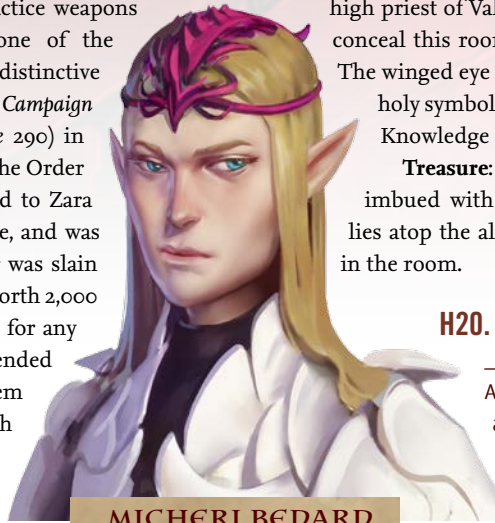 ctice weapons
one of the
distinctive
Campaign
e 290) in
he Order
d to Zara
e, and was
was slain
orth 2,000
for any
ended
em
h
high priest of Val
conceal this roo
The winged eye
holy symbol
Knowledge
Treasure:
imbued with
lies atop the al
in the room.
H20.
A
MICHERI BEDARD